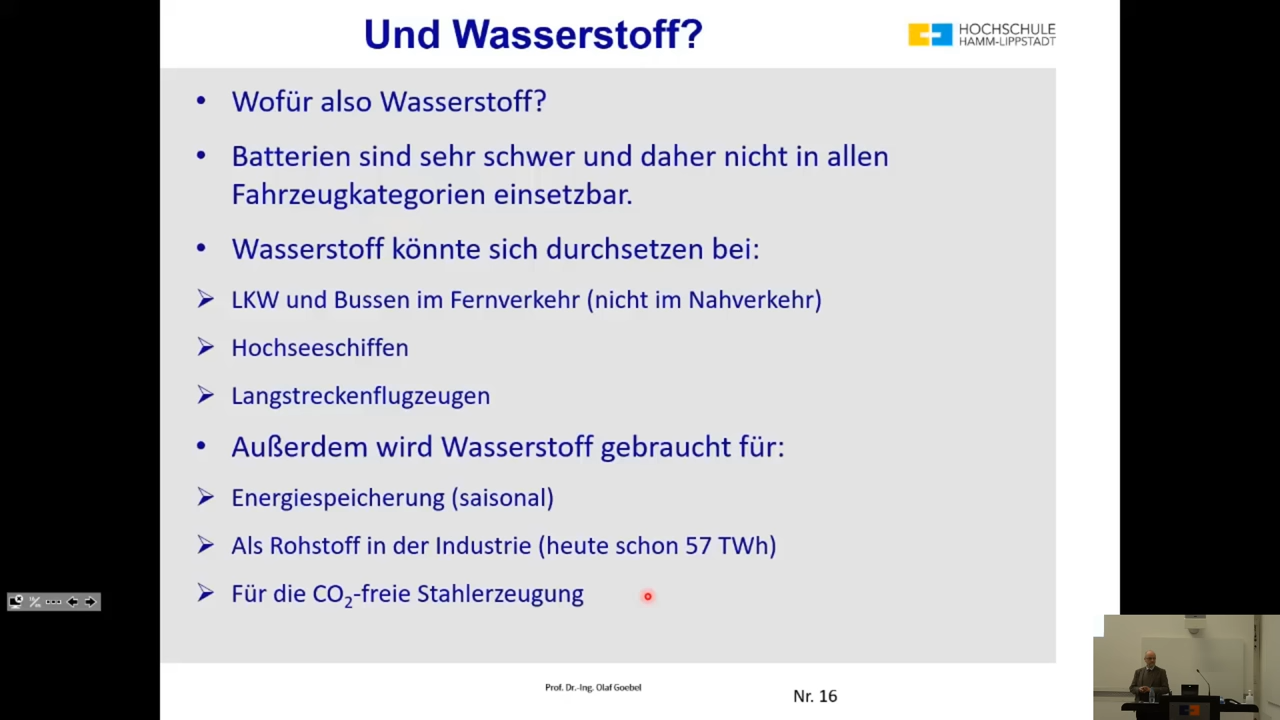 Und Wasserstoff?
HOCHSCHULE
HAMM-LIPPSTADT
• Wofür also Wasserstoff?
• Batterien sind sehr schwer und daher nicht in allen
Fahrzeugkategorien einsetzbar.
• Wasserstoff könnte sich durchsetzen bei:
➢ LKW und Bussen im Fernverkehr (nicht im Nahverkehr)
➢ Hochseeschiffen
➢ Langstreckenflugzeugen
• Außerdem wird Wasserstoff gebraucht für:
➢ Energiespeicherung (saisonal)
➢ Als Rohstoff in der Industrie (heute schon 57 TWh)
➢ Für die CO₂-freie Stahlerzeugung
Prof. Dr.-Ing. Olaf Goebel
Nr. 16